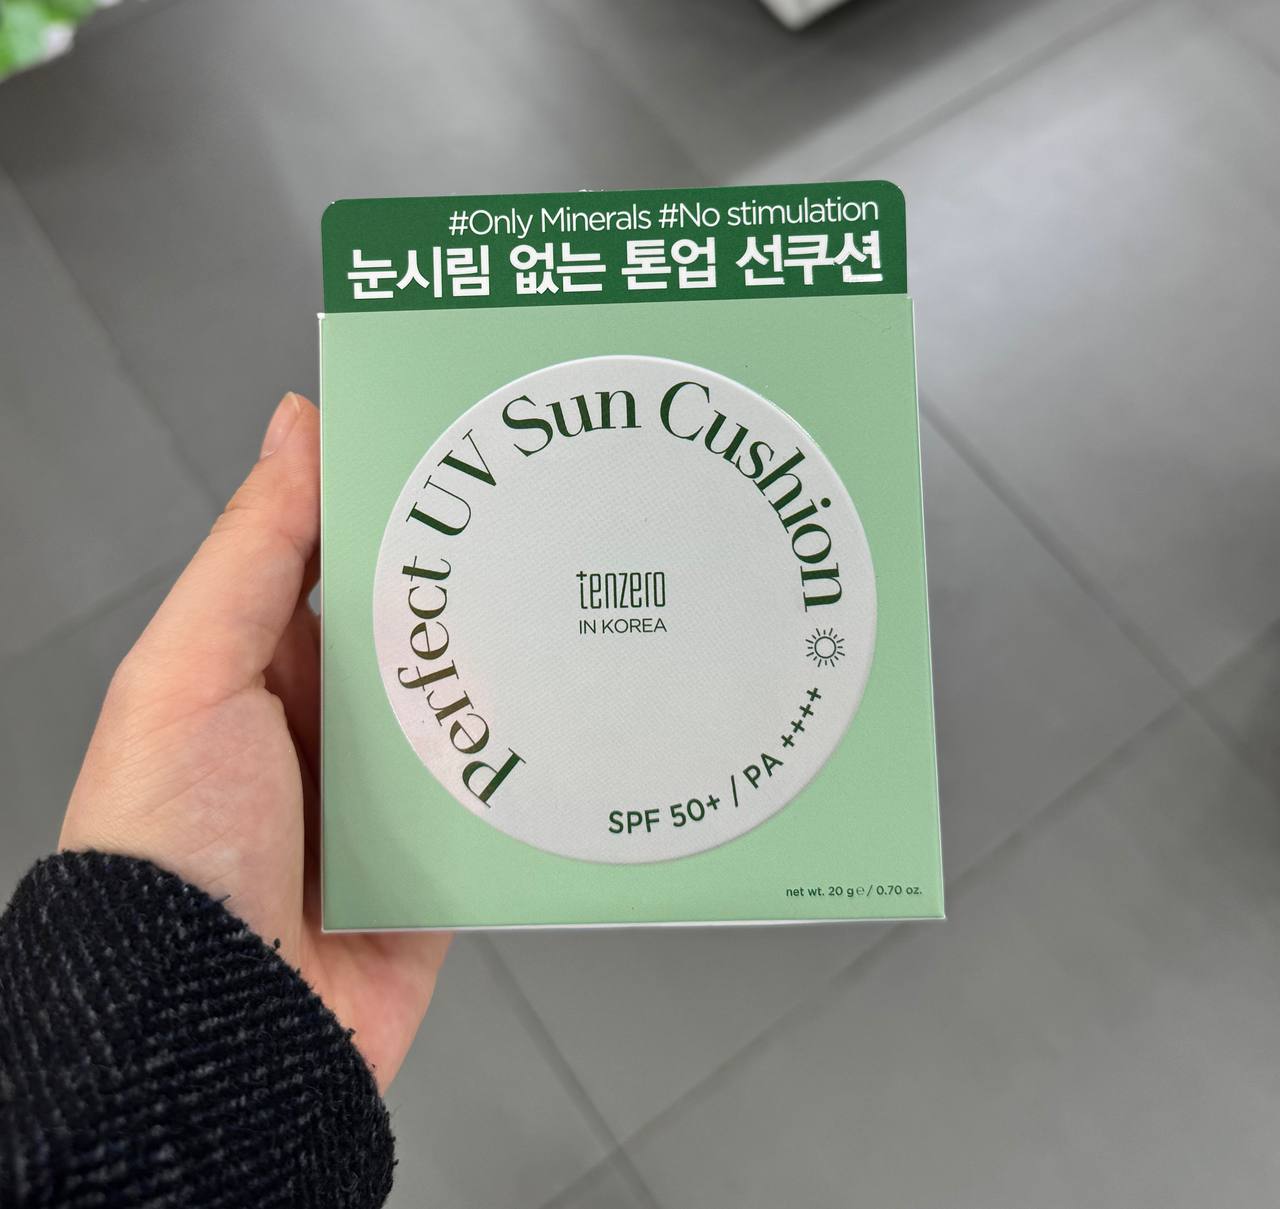 #Only Minerals #No stimulation
눈시림 없는 톤업 선쿠션
Perfect UV Sun Cushion
tenzero
IN KOREA
SPF 50+ / PA ++++
net wt. 20 g ℮ / 0.70 oz.